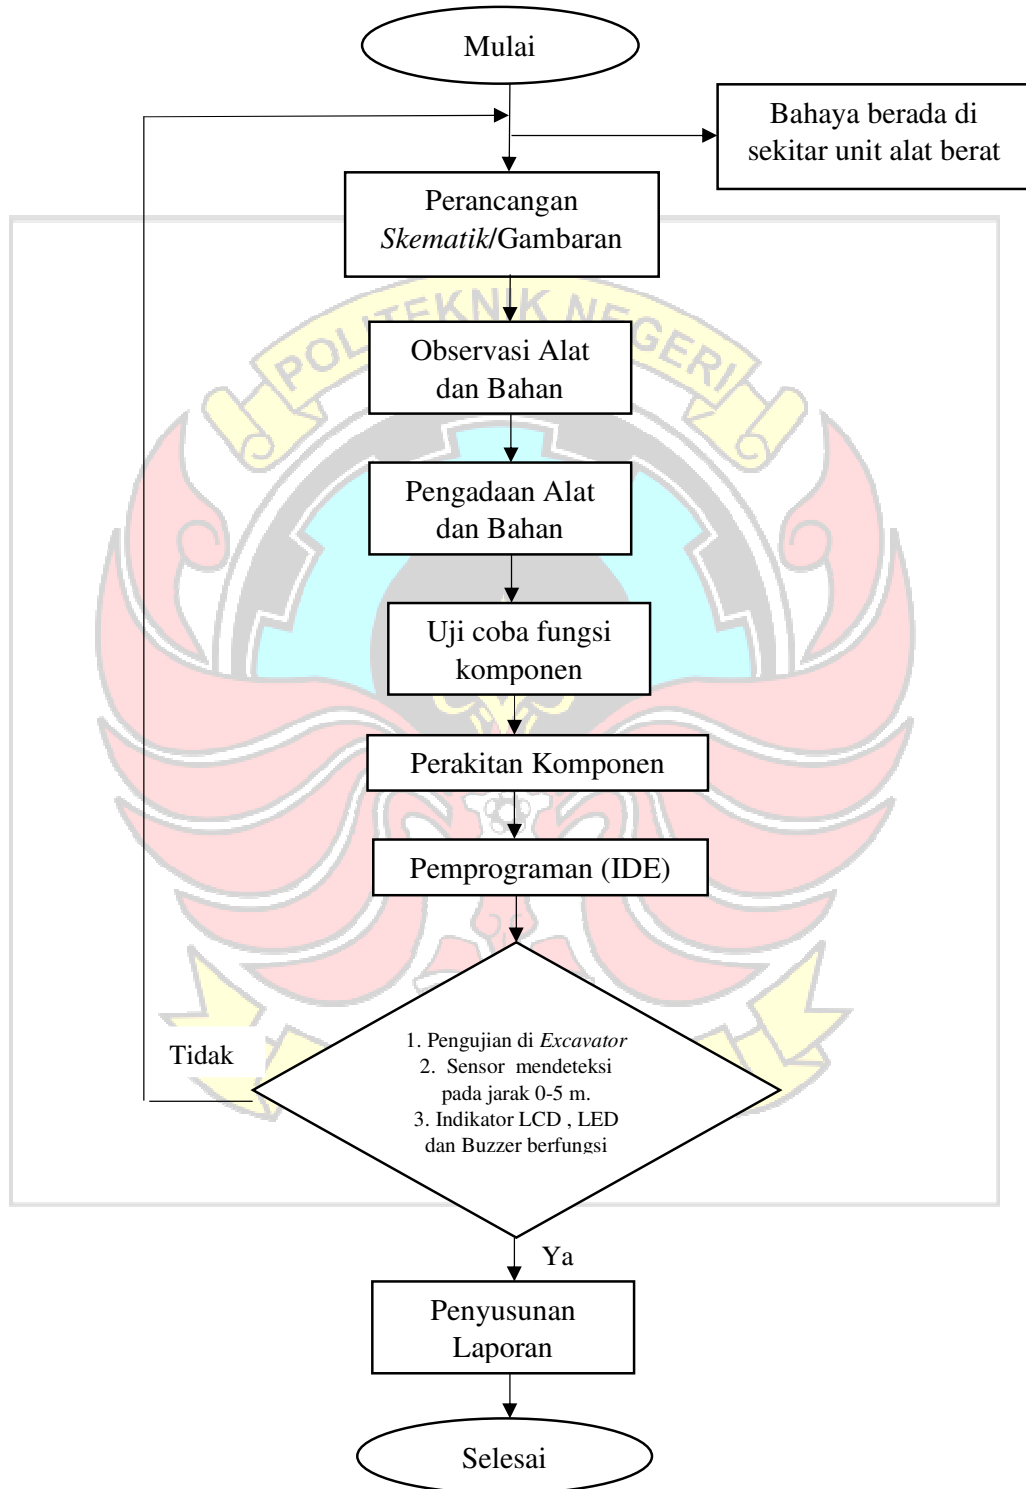 Mulai
Bahaya berada di
sekitar unit alat berat
Perancangan
Skematik/Gambaran
POLITEKNIK NEGERI
Observasi Alat
dan Bahan
Pengadaan Alat
dan Bahan
Uji coba fungsi
komponen
Perakitan Komponen
Pemprograman (IDE)
1. Pengujian di Excavator
2. Sensor mendeteksi
pada jarak 0-5 m.
3. Indikator LCD , LED
dan Buzzer berfungsi
Tidak
Ya
Penyusunan
Laporan
Selesai